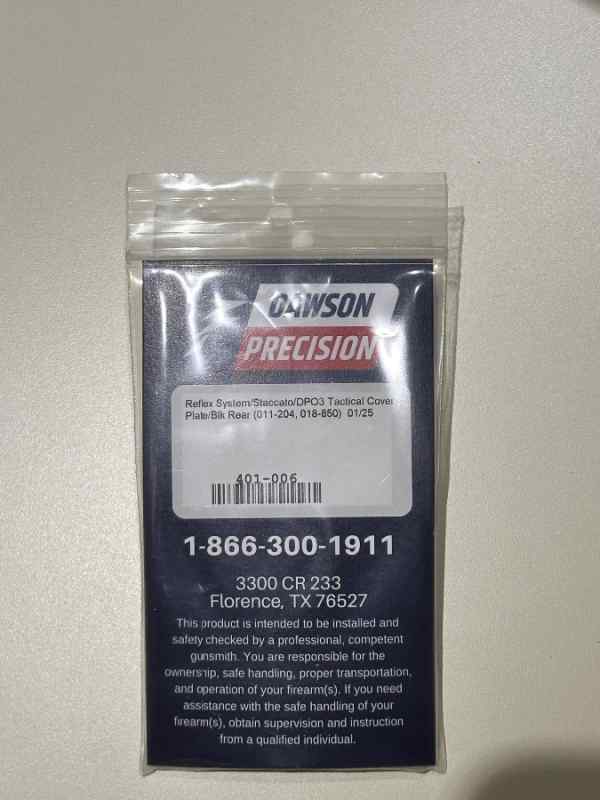 DAWSON
PRECISION
Reflex System/Staccato/DPO3 Tactical Cover
Plate/Blk Rear (011-204, 018-850) 01/25
401-006
1-866-300-1911
3300 CR 233
Florence, TX 76527
This product is intended to be installed and
safety checked by a professional, competent
gunsmith. You are responsible for the
ownership, safe handling, proper transportation,
and operation of your firearm(s). If you need
assistance with the safe handling of your
firearm(s), obtain supervision and instruction
from a qualified individual.